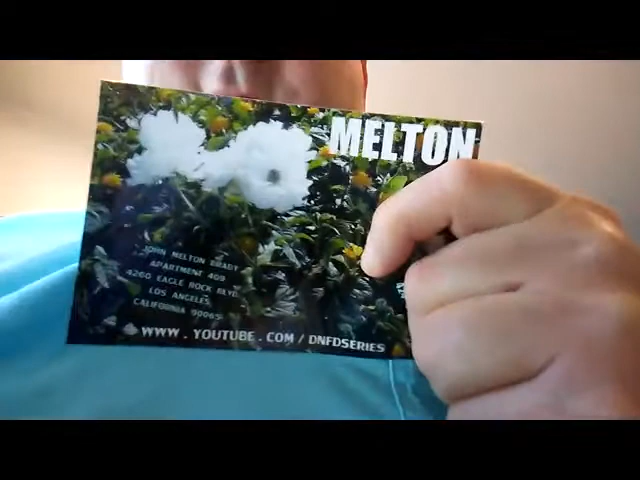 MELTON
JOHN MELTON BRADY
APARTMENT 409
4260 EAGLE ROCK BLVD
LOS ANGELES
CALIFORNIA 90065
WWW . YOUTUBE . COM / DNFDSERIES